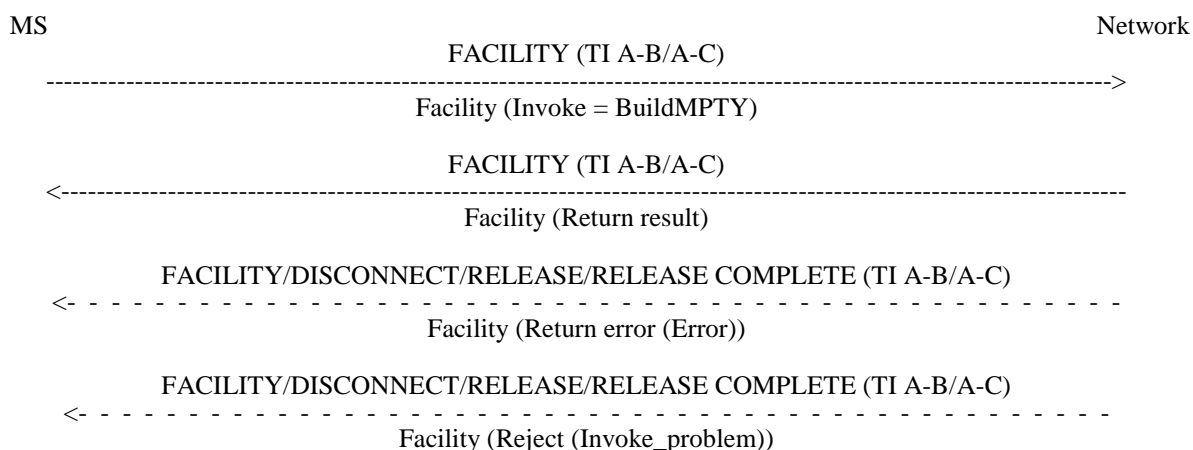 MS Network
FACILITY (TI A-B/A-C)
Facility (Invoke = BuildMPTY)
FACILITY (TI A-B/A-C)
Facility (Return result)
FACILITY/DISCONNECT/RELEASE/RELEASE COMPLETE (TI A-B/A-C)
Facility (Return error (Error))
FACILITY/DISCONNECT/RELEASE/RELEASE COMPLETE (TI A-B/A-C)
Facility (Reject (Invoke_problem))